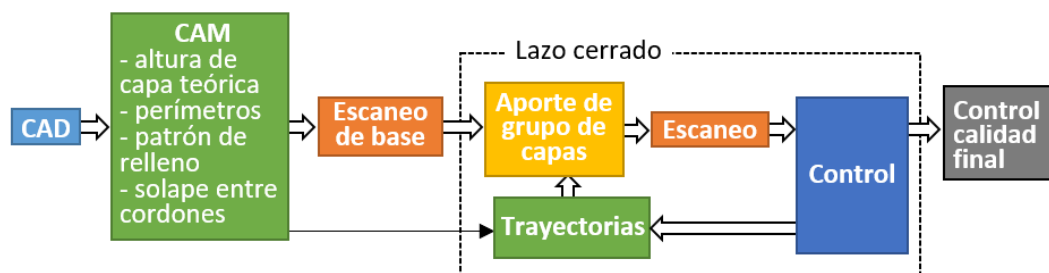 CAD
CAM
- altura de
capa teórica
- perímetros
- patrón de
relleno
- solape entre
cordones
Escaneo
de base
Lazo cerrado
Aporte de
grupo de
capas
Escaneo
Trayectorias
Control
Control
calidad
final